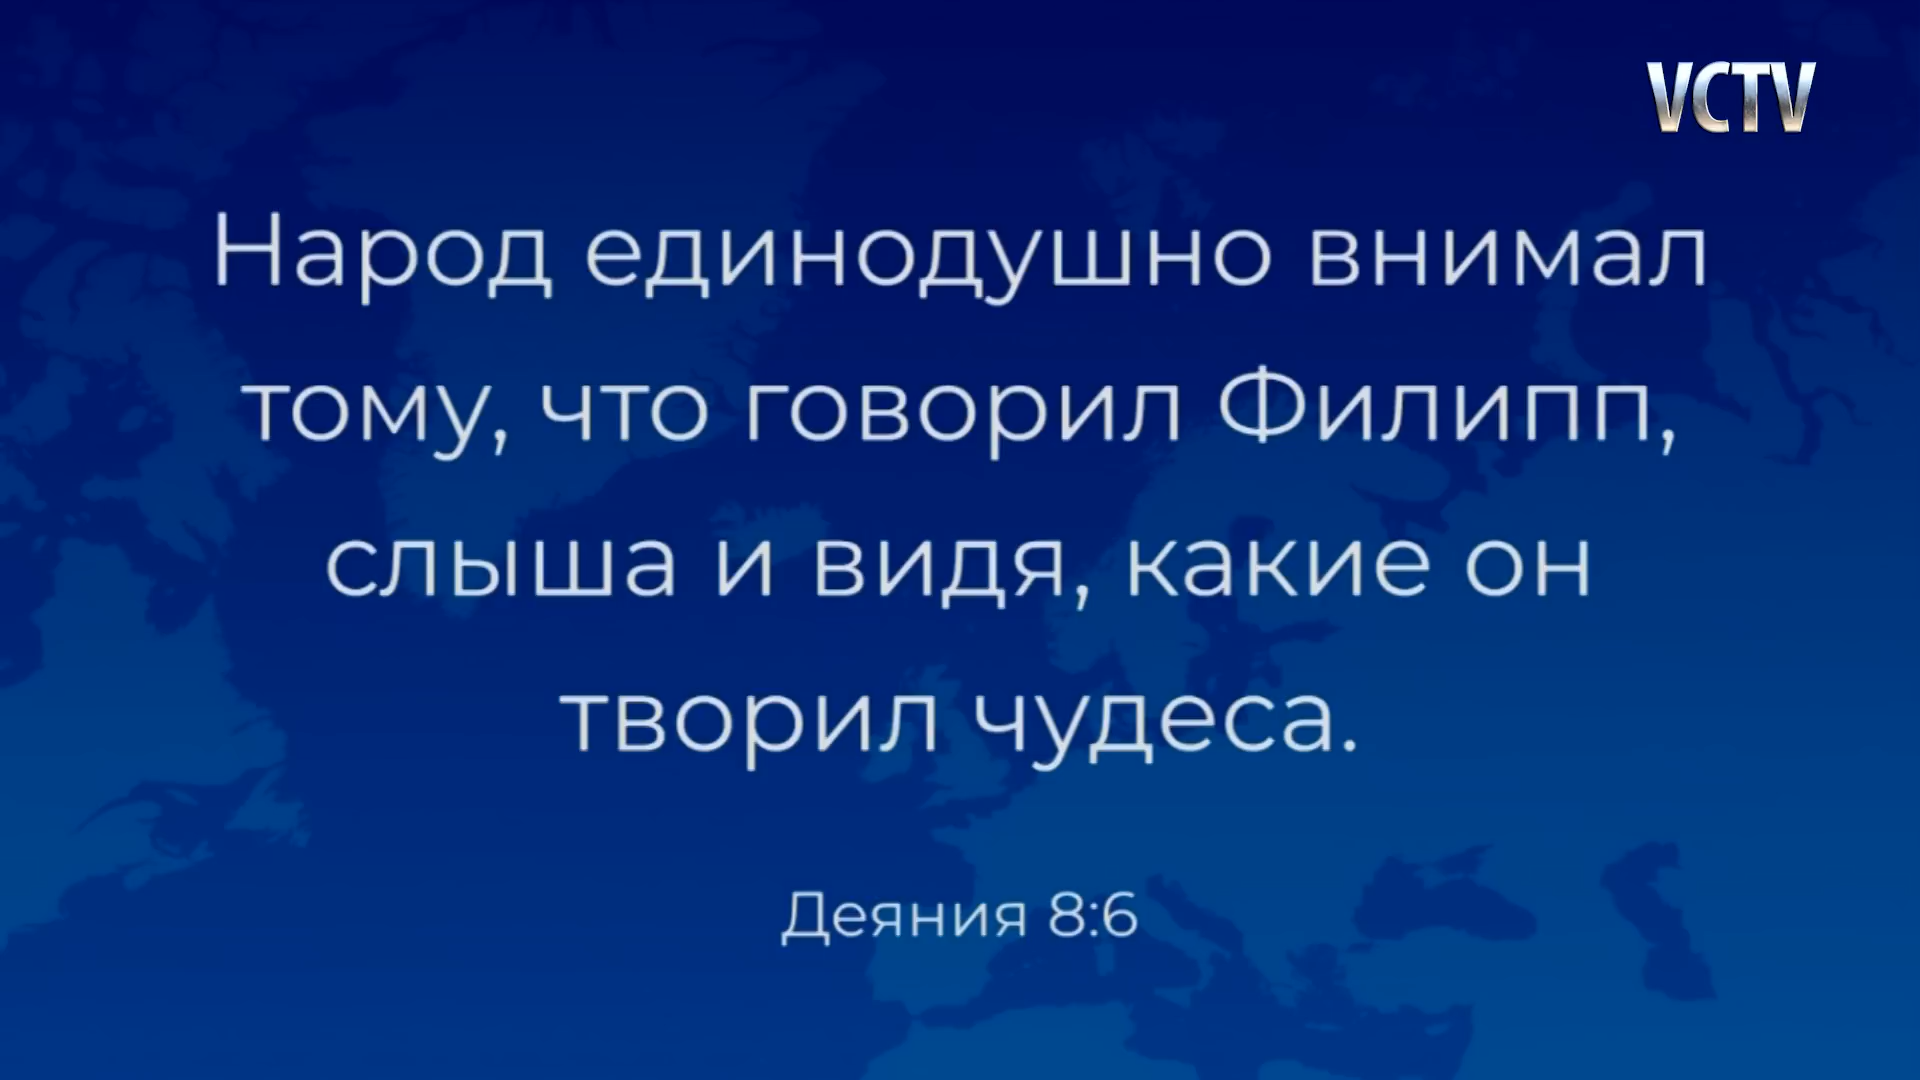 VCTV
Народ единодушно внимал
тому, что говорил Филипп,
слыша и видя, какие он
творил чудеса.
Деяния 8:6